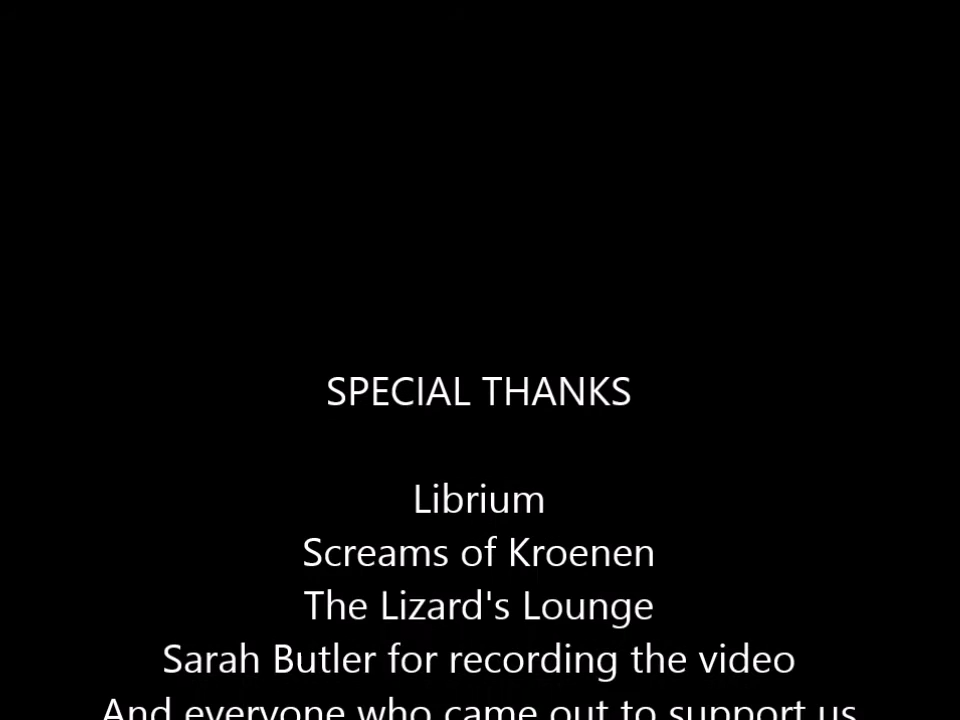 SPECIAL THANKS
Librium
Screams of Kroenen
The Lizard's Lounge
Sarah Butler for recording the video
And everyone who came out to support us